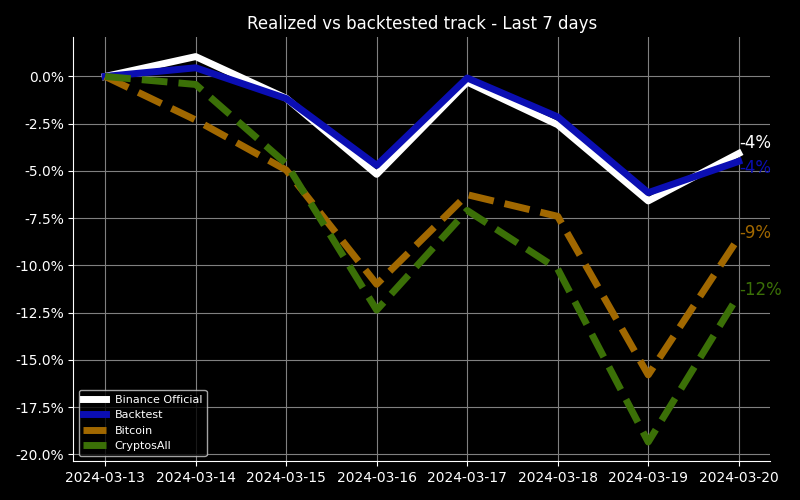 Realized vs backtested track - Last 7 days
0.0%
-2.5%
-5.0%
-7.5%
-10.0%
-12.5%
-15.0%
-17.5%
-20.0%
-4%
-4%
-9%
-12%
Binance Official
Backtest
Bitcoin
CryptosAll
2024-03-13 2024-03-14 2024-03-15 2024-03-16 2024-03-17 2024-03-18 2024-03-19 2024-03-20